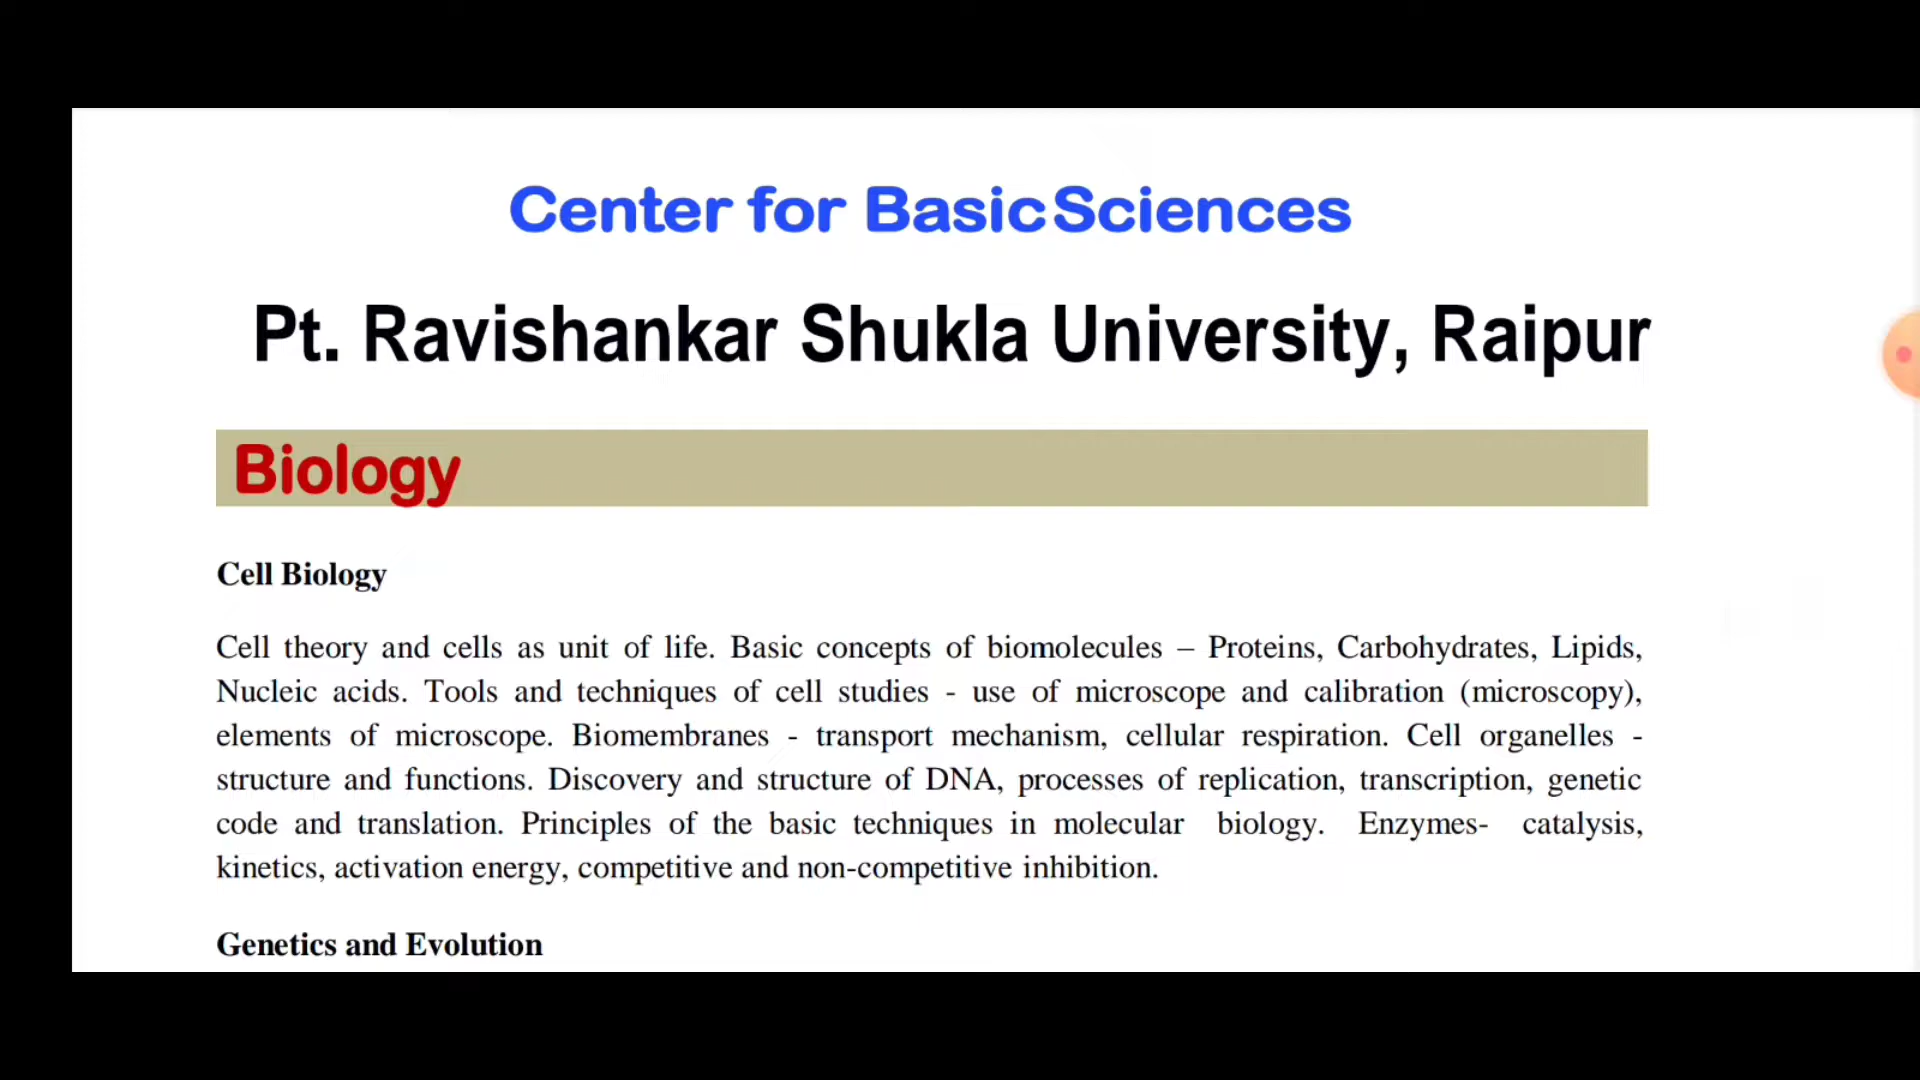 Center for Basic Sciences
Pt. Ravishankar Shukla University, Raipur
Biology
Cell Biology
Cell theory and cells as unit of life. Basic concepts of biomolecules – Proteins, Carbohydrates, Lipids,
Nucleic acids. Tools and techniques of cell studies - use of microscope and calibration (microscopy),
elements of microscope. Biomembranes - transport mechanism, cellular respiration. Cell organelles -
structure and functions. Discovery and structure of DNA, processes of replication, transcription, genetic
code and translation. Principles of the basic techniques in molecular biology. Enzymes- catalysis,
kinetics, activation energy, competitive and non-competitive inhibition.
Genetics and Evolution